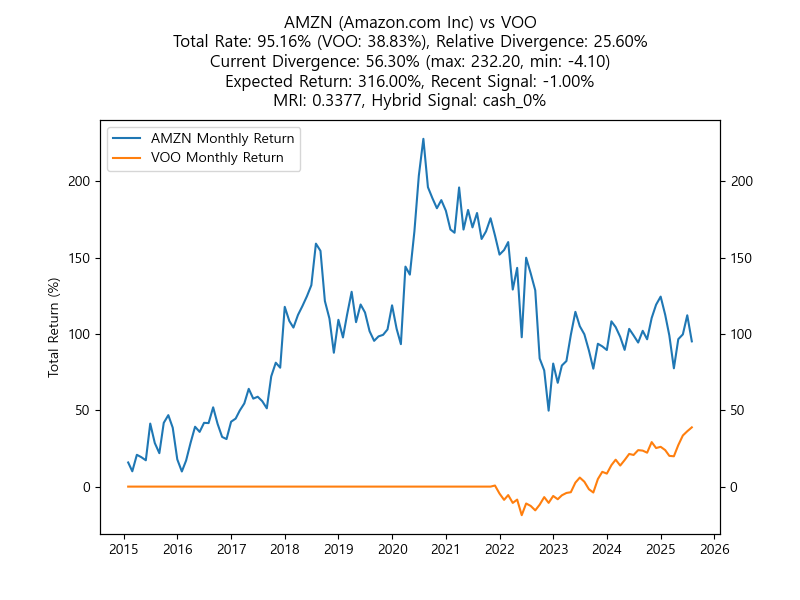 AMZN (Amazon.com Inc) vs VOO
Total Rate: 95.16% (VOO: 38.83%), Relative Divergence: 25.60%
Current Divergence: 56.30% (max: 232.20, min: -4.10)
Expected Return: 316.00%, Recent Signal: -1.00%
MRI: 0.3377, Hybrid Signal: cash_0%
AMZN Monthly Return
VOO Monthly Return
200
200
150
150
100
100
50
50
0
0
Total Return (%)
2015 2016 2017 2018 2019 2020 2021 2022 2023 2024 2025 2026